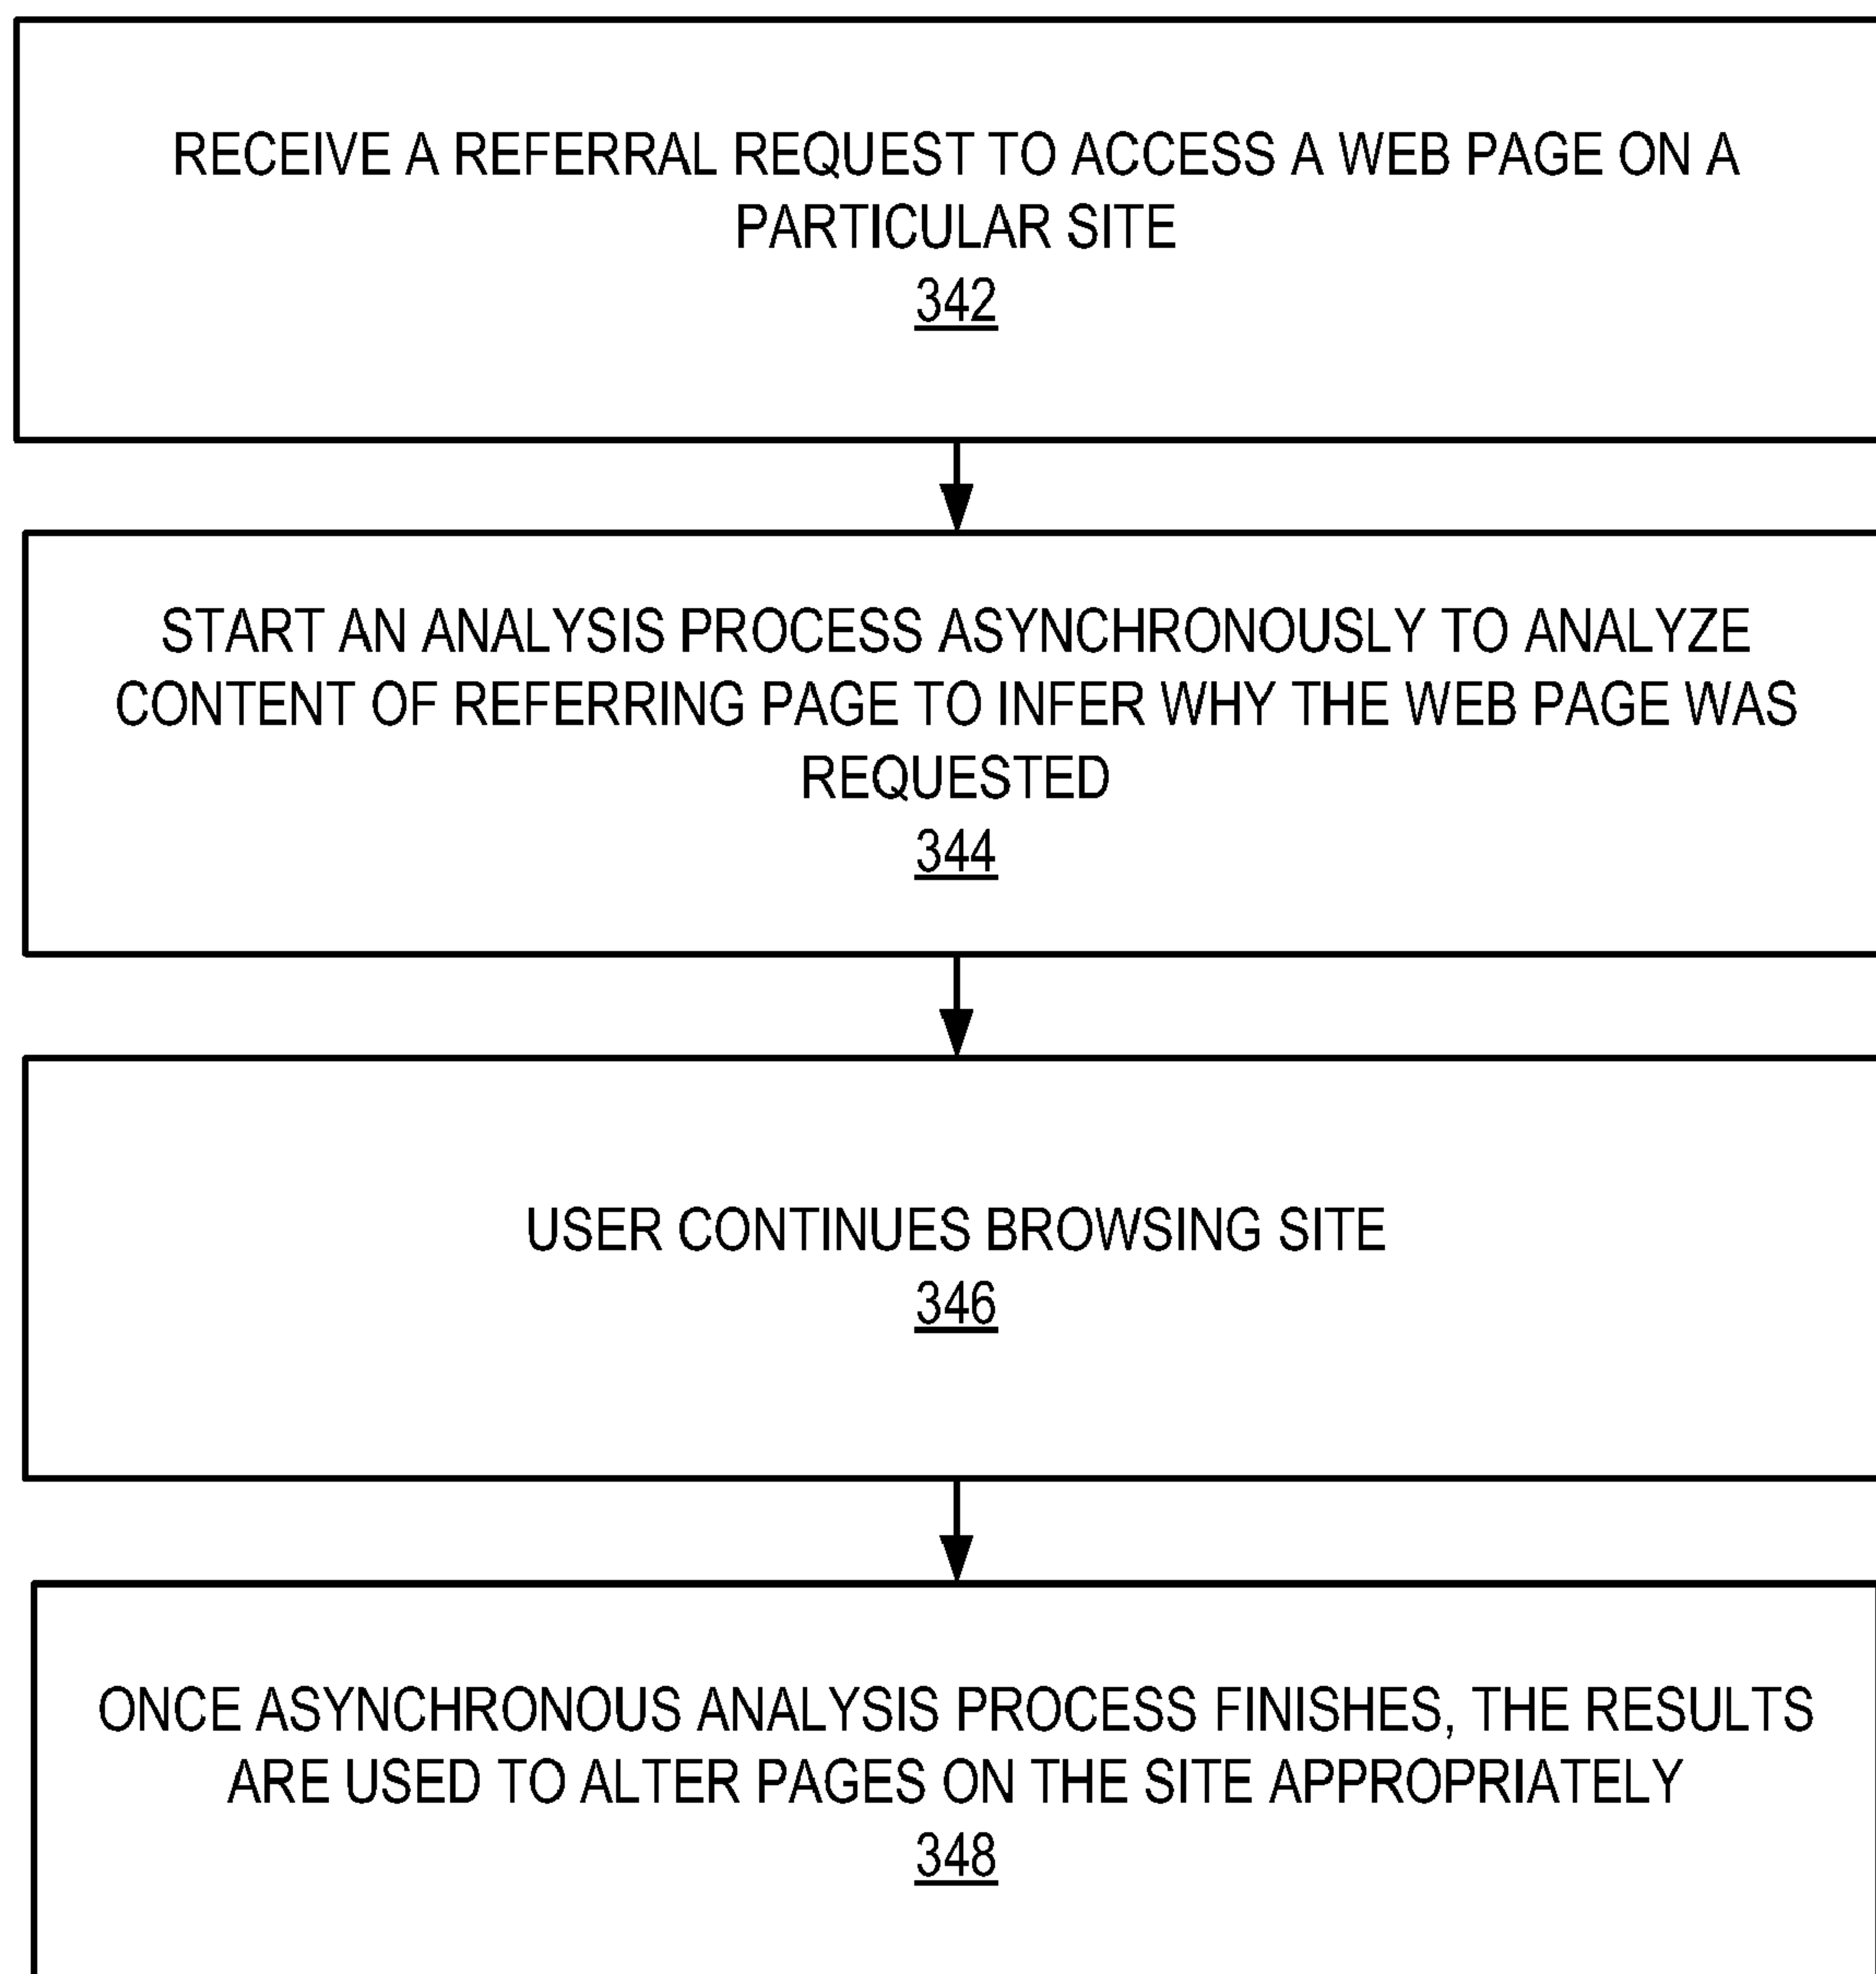 RECEIVE A REFERRAL REQUEST TO ACCESS A WEB PAGE ON A
PARTICULAR SITE
342
START AN ANALYSIS PROCESS ASYNCHRONOUSLY TO ANALYZE
CONTENT OF REFERRING PAGE TO INFER WHY THE WEB PAGE WAS
REQUESTED
344
USER CONTINUES BROWSING SITE
346
ONCE ASYNCHRONOUS ANALYSIS PROCESS FINISHES, THE RESULTS
ARE USED TO ALTER PAGES ON THE SITE APPROPRIATELY
348